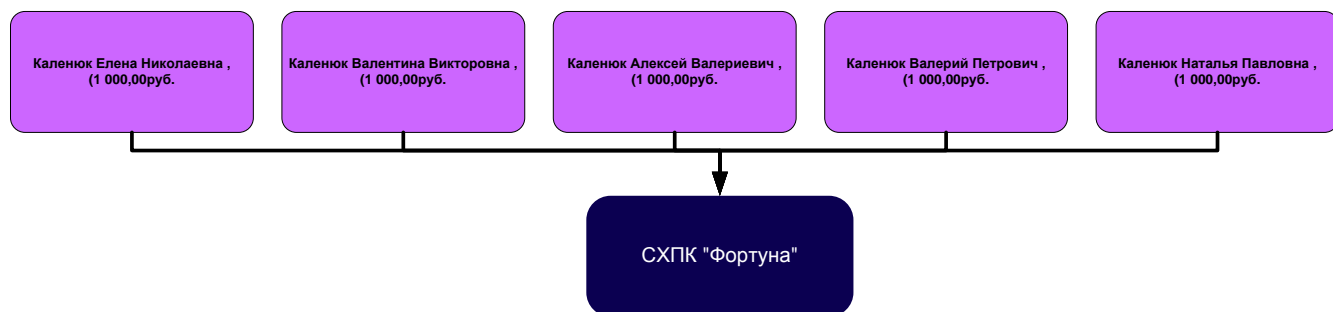 Каленюк Елена Николаевна ,
(1 000,00руб.
Каленюк Валентина Викторовна ,
(1 000,00руб.
Каленюк Алексей Валериевич ,
(1 000,00руб.
Каленюк Валерий Петрович ,
(1 000,00руб.
Каленюк Наталья Павловна ,
(1 000,00руб.
СХПК "Фортуна"